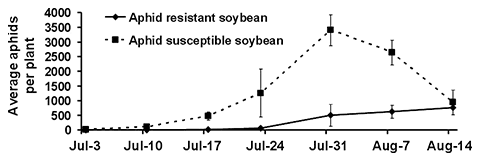 Average aphids
per plant
4000
3500
3000
2500
2000
1500
1000
500
0
Aphid resistant soybean
Aphid susceptible soybean
Jul-3 Jul-10 Jul-17 Jul-24 Jul-31 Aug-7 Aug-14